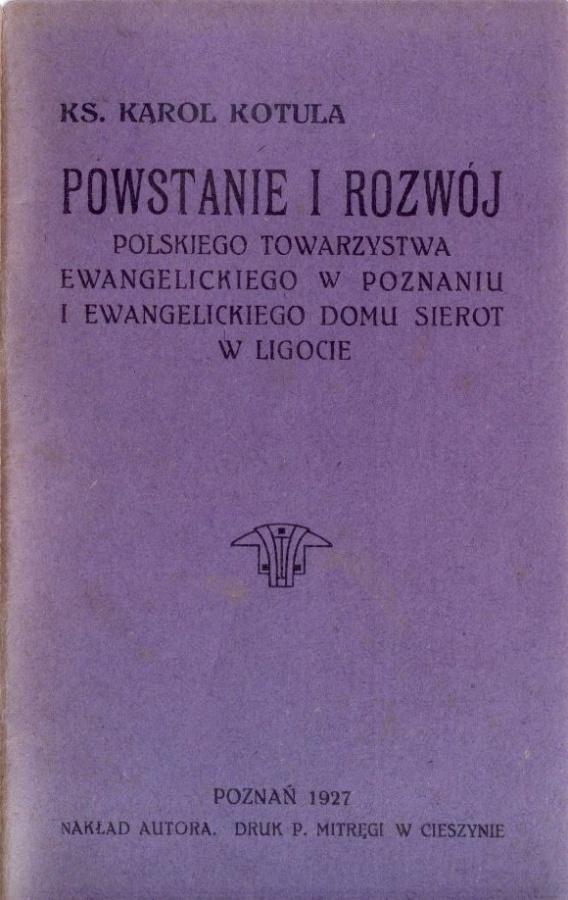 KS. KAROL KOTULA
POWSTANIE I ROZWÓJ
POLSKIEGO TOWARZYSTWA
EWANGELICKIEGO W POZNANIU
I EWANGELICKIEGO DOMU SIEROT
W LIGOCIE
POZNAŃ 1927
NAKŁAD AUTORA. DRUK P. MITRĘGI W CIESZYNIE